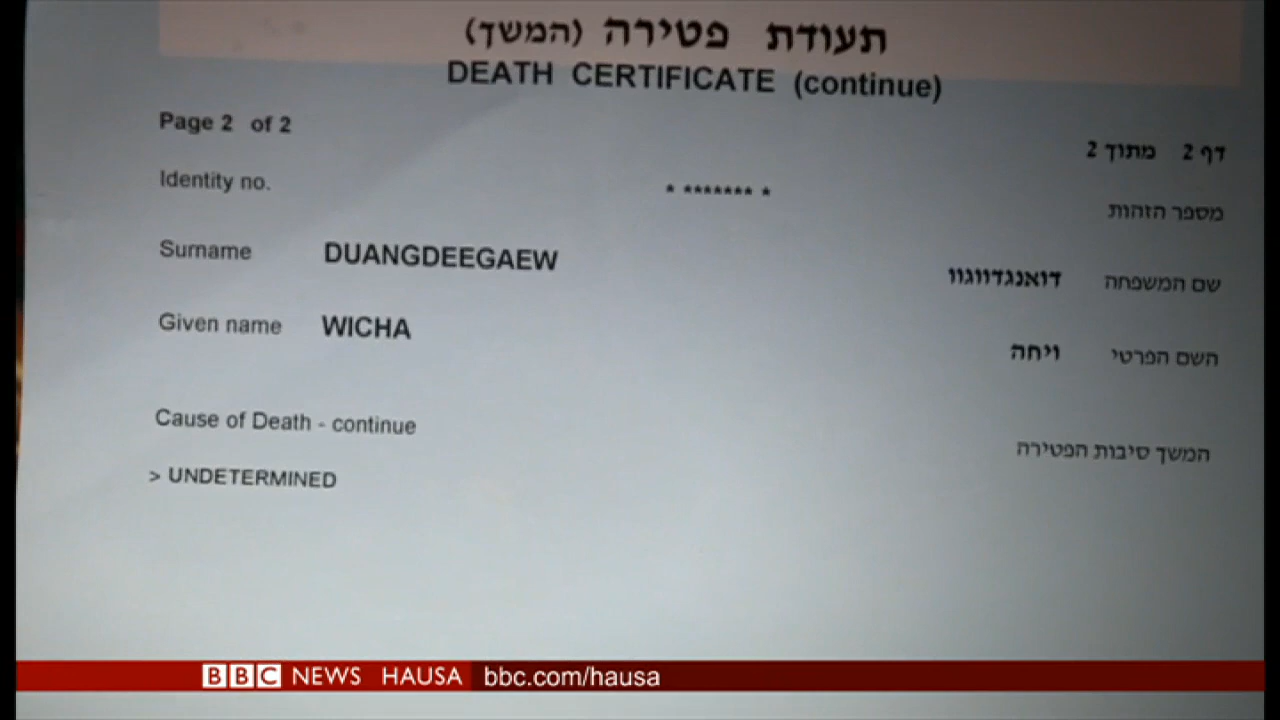 תעודת פטירה (המשך)
DEATH CERTIFICATE (continue)
Page 2 of 2
דף 2 מתוך 2
Identity no. * ******* * מספר הזהות
Surname DUANGDEEGAEW
שם המשפחה דואנגדווגוו
Given name WICHA
השם הפרטי ויחה
Cause of Death - continue
המשך סיבות הפטירה
> UNDETERMINED
BBC NEWS HAUSA bbc.com/hausa